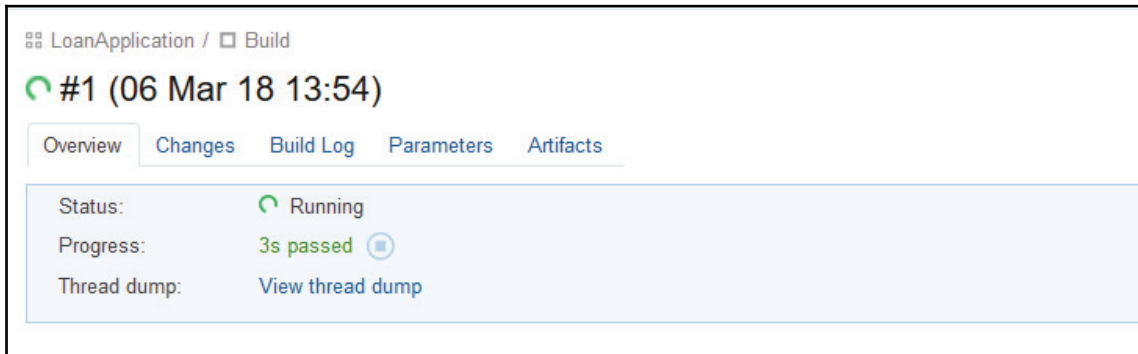 LoanApplication / Build
#1 (06 Mar 18 13:54)
Overview Changes Build Log Parameters Artifacts
Status: Running
Progress: 3s passed
Thread dump: View thread dump